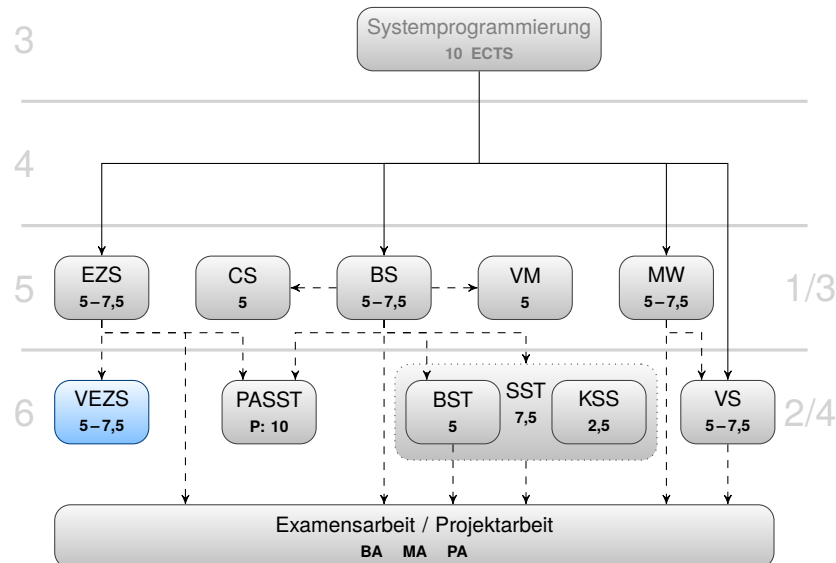 3
Systemprogrammierung
10 ECTS
4
5
EZS
5–7,5
CS
5
BS
5–7,5
VM
5
MW
5–7,5
1/3
6
VEZS
5–7,5
PASST
P: 10
BST
5
SST
7,5
KSS
2,5
VS
5–7,5
2/4
Examensarbeit / Projektarbeit
BA MA PA